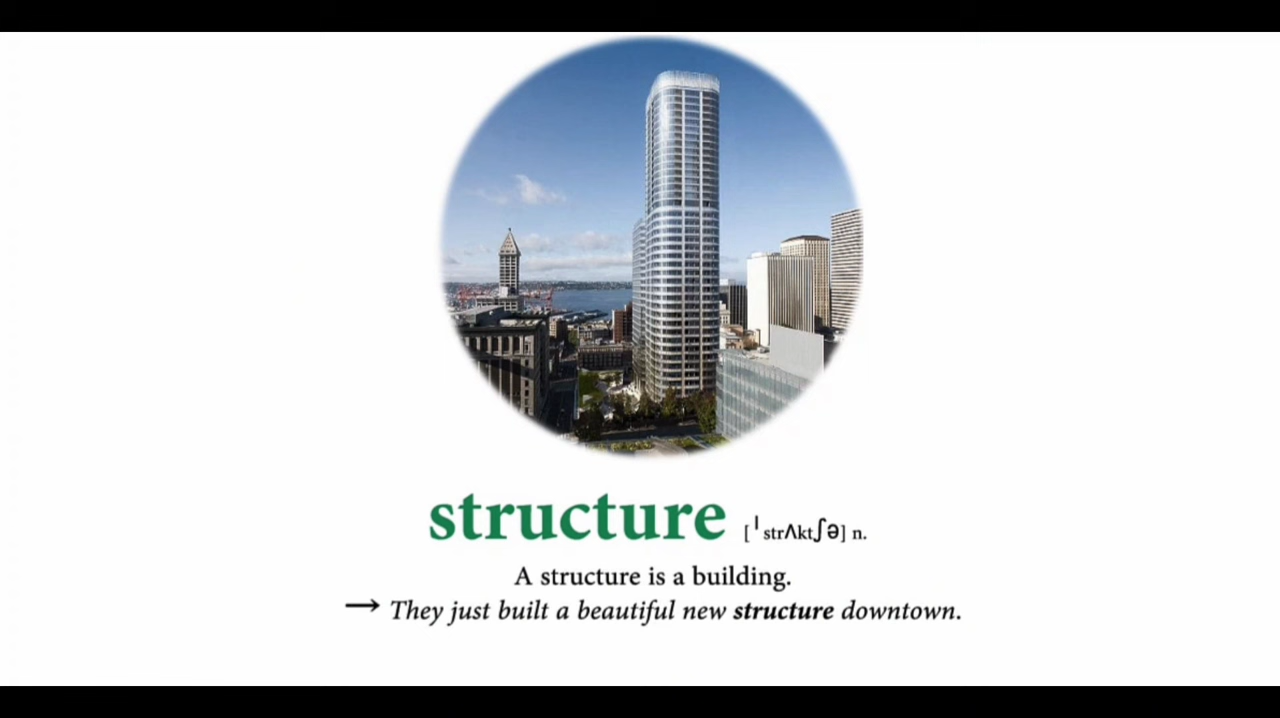 structure [ˈstrʌktʃə] n.
A structure is a building.
→ They just built a beautiful new structure downtown.